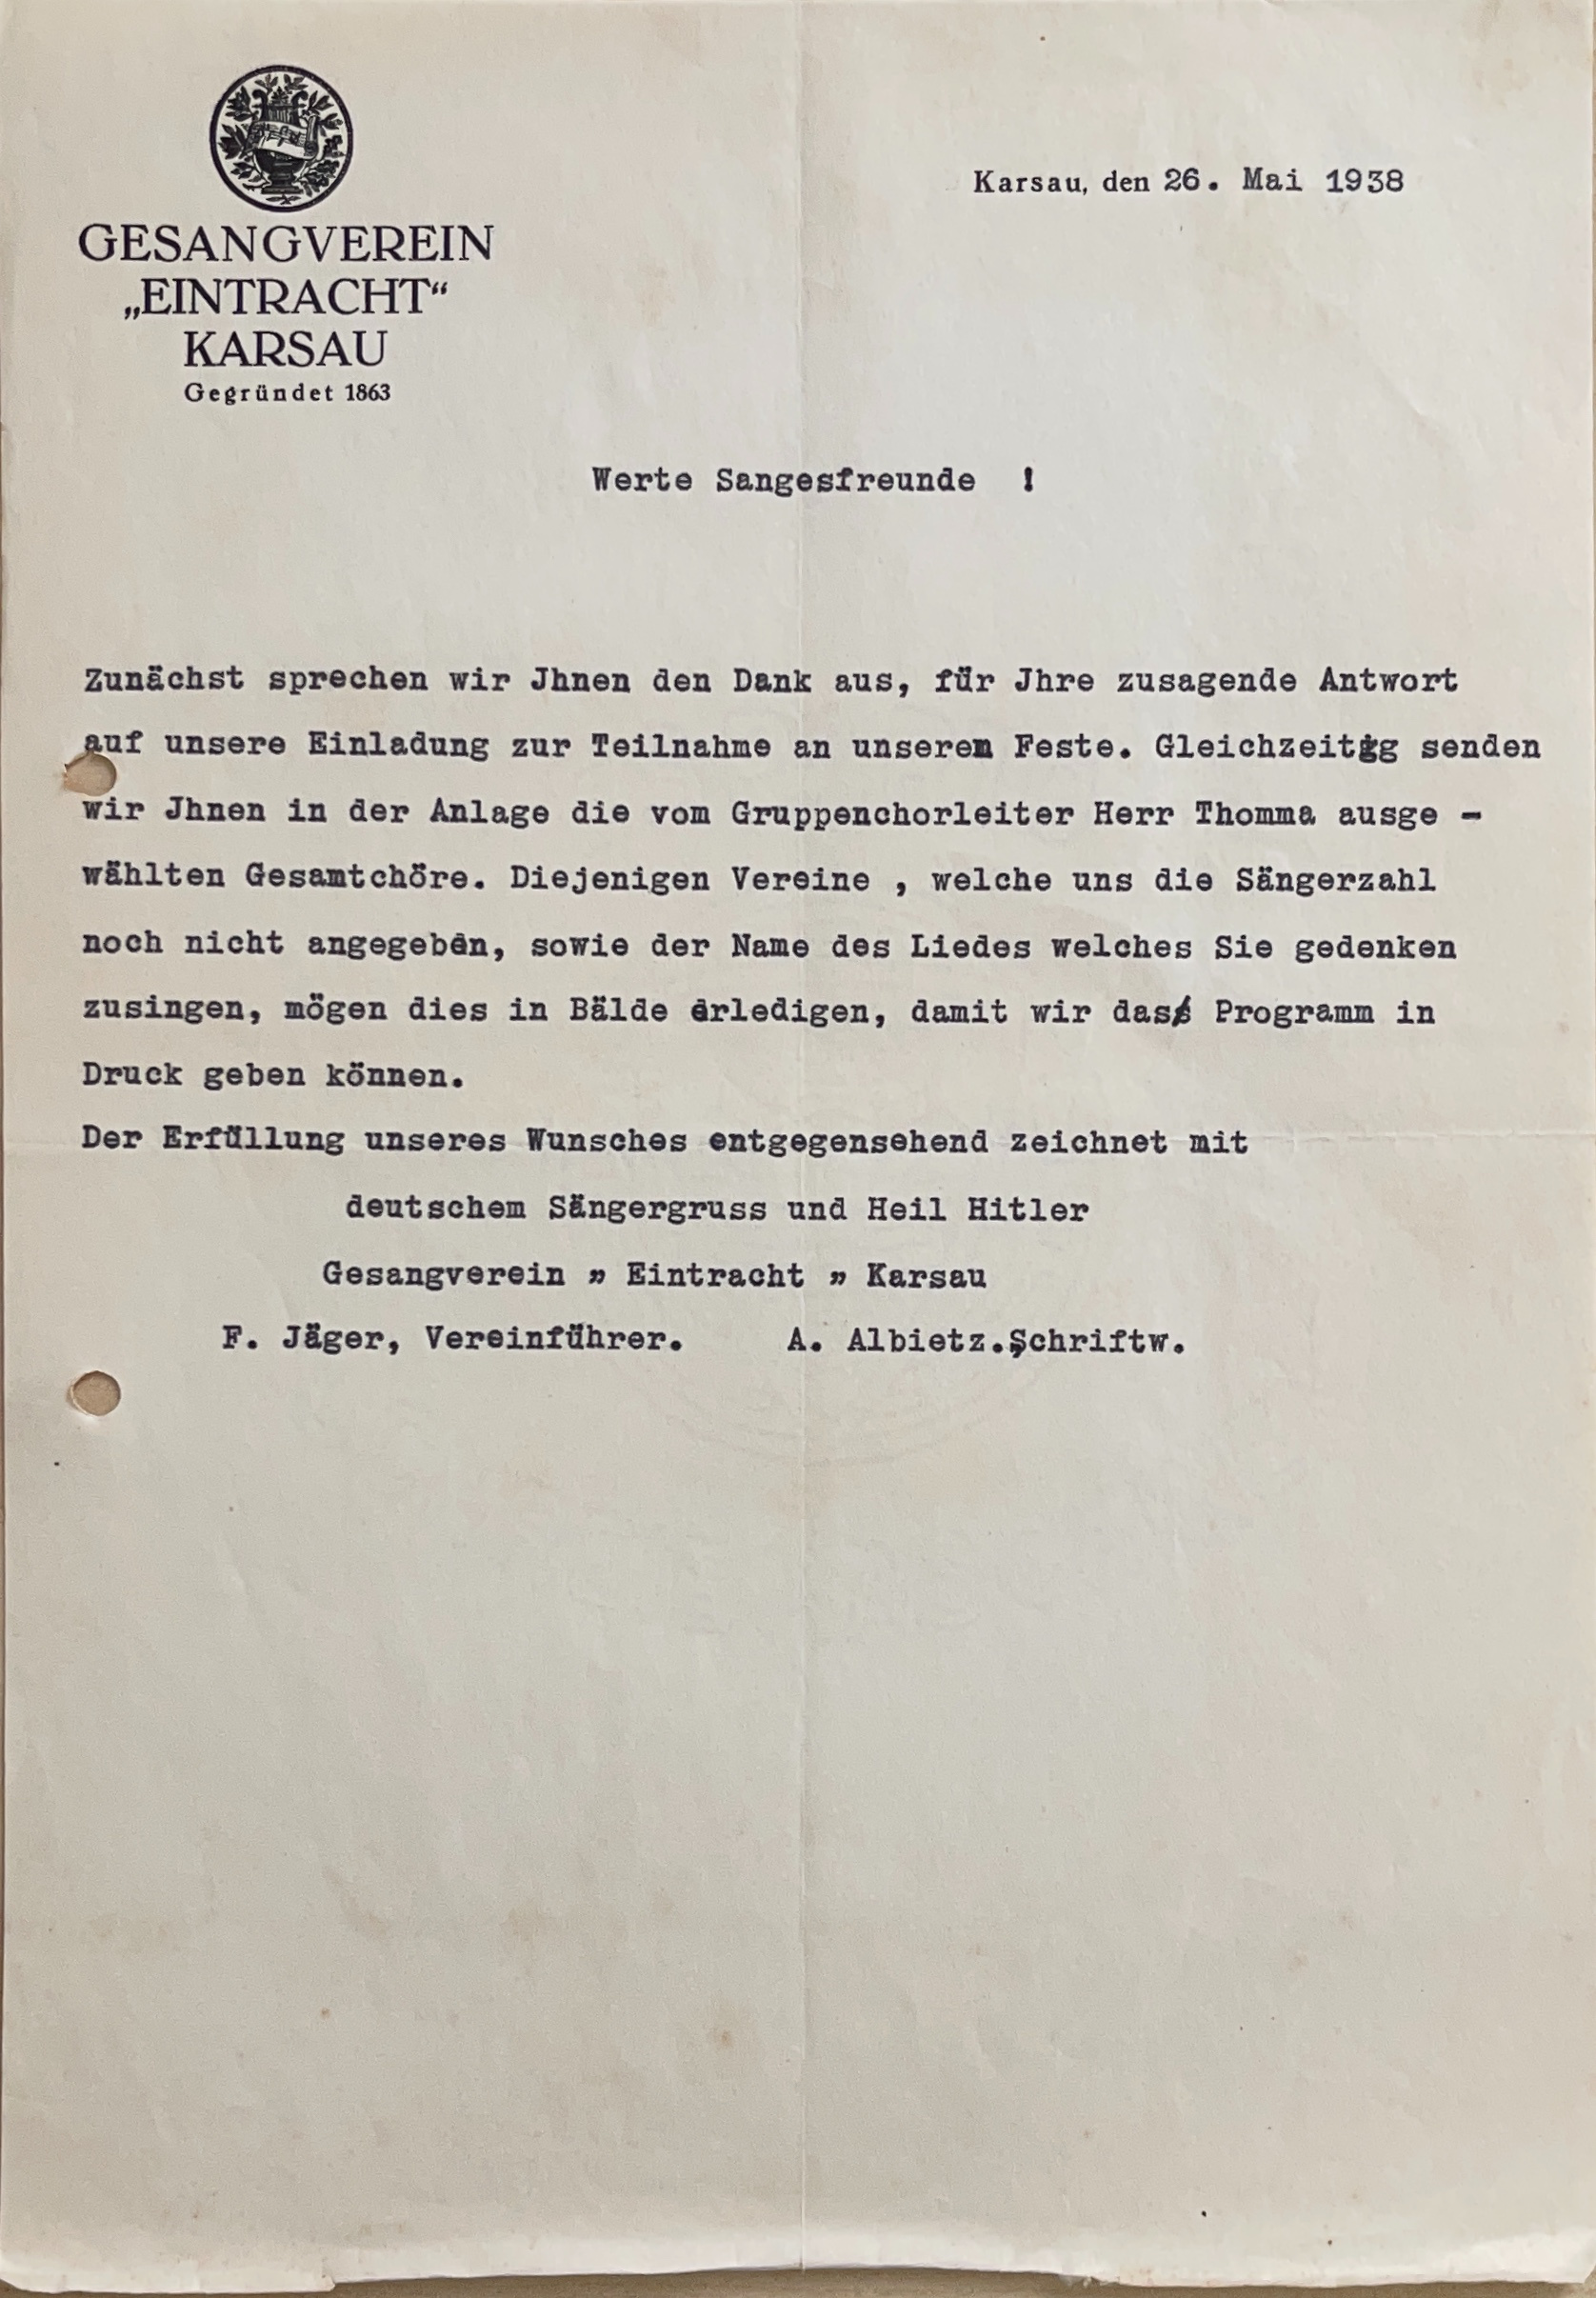 GESANGVEREIN
„EINTRACHT“
KARSAU
Gegründet 1863
Karsau, den 26. Mai 1938
Werte Sangesfreunde !
Zunächst sprechen wir Jhnen den Dank aus, für Jhre zusagende Antwort
auf unsere Einladung zur Teilnahme an unserem Feste. Gleichzeitig senden
wir Jhnen in der Anlage die vom Gruppenchorleiter Herr Thomma ausge -
wählten Gesamtchöre. Diejenigen Vereine , welche uns die Sängerzahl
noch nicht angegeben, sowie der Name des Liedes welches Sie gedenken
zusingen, mögen dies in Bälde erledigen, damit wir das Programm in
Druck geben können.
Der Erfüllung unseres Wunsches entgegensehend zeichnet mit
deutschem Sängergruss und Heil Hitler
Gesangverein „ Eintracht „ Karsau
F. Jäger, Vereinführer. A. Albietz.Schriftw.